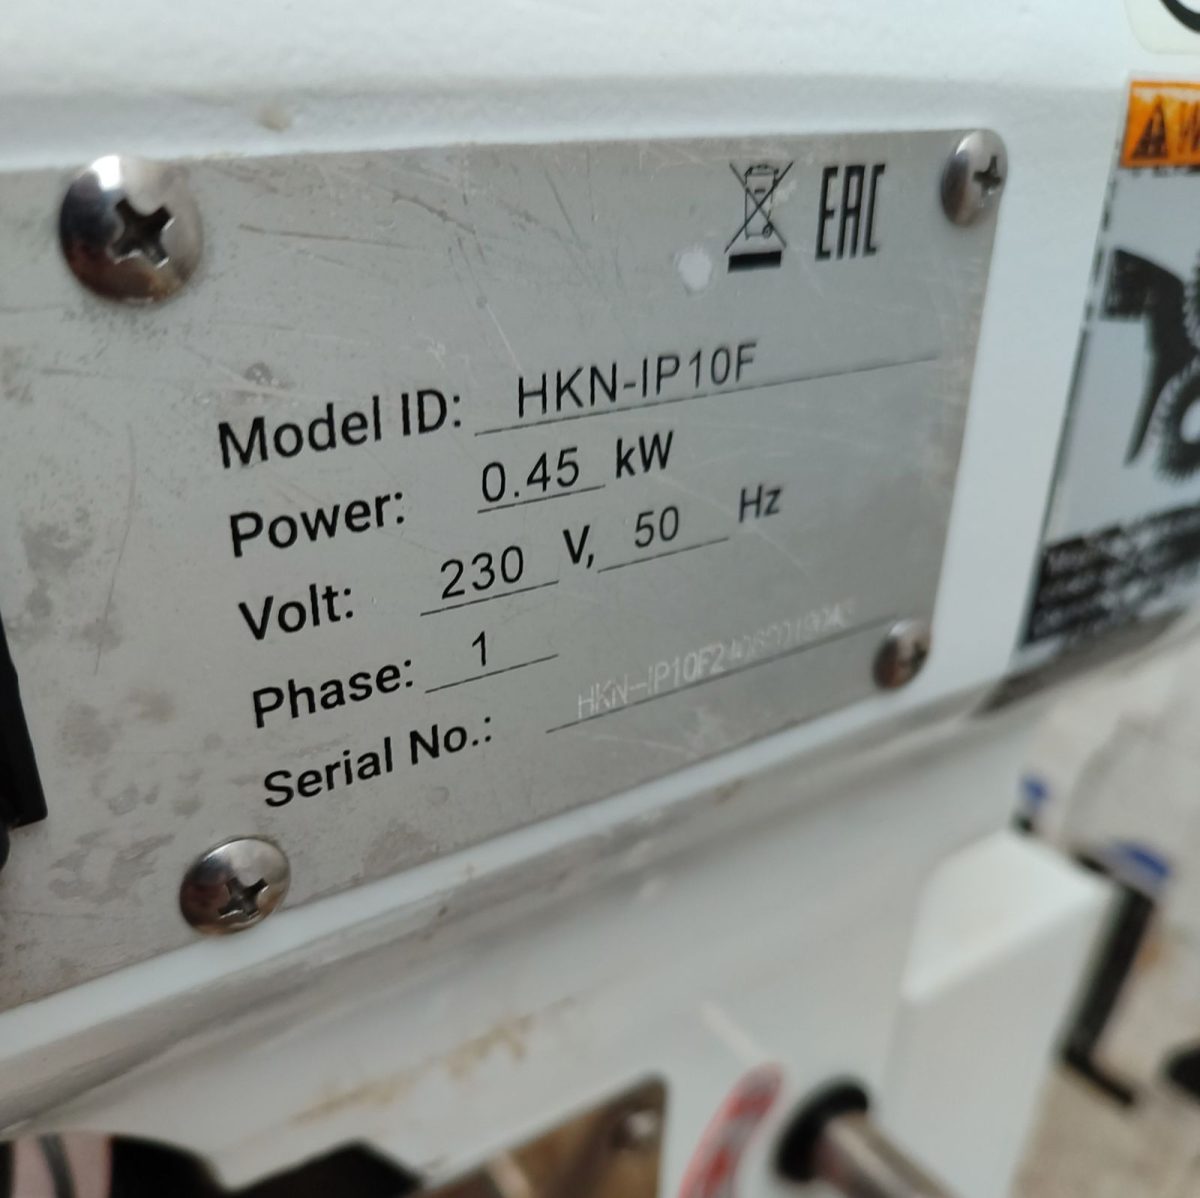 EAC
Model ID: HKN-IP10F
Power: 0.45 kW
Volt: 230 V, 50 Hz
Phase: 1
Serial No.: